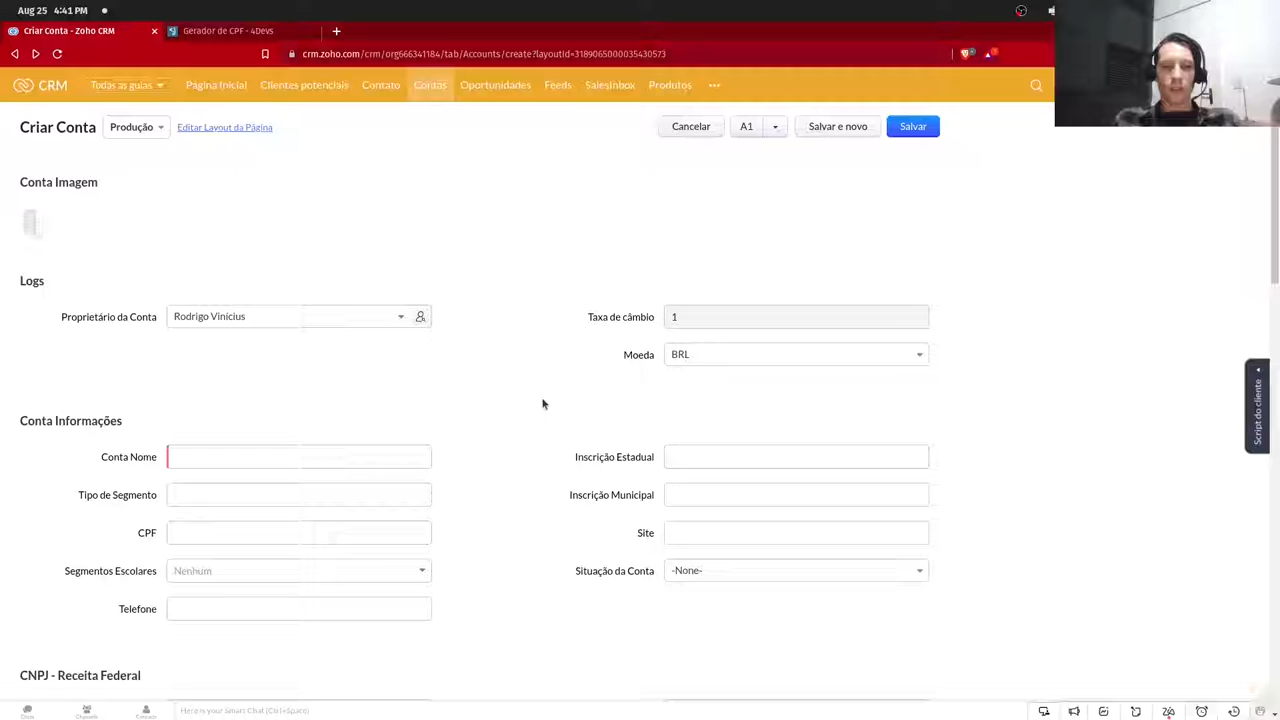 Aug 25 4:41 PM
Criar Conta - Zoho CRM
Gerador de CPF - 4Devs
crm.zoho.com/crm/org666341184/tab/Accounts/create?layoutId=3189065000035430573
CRM Todas as guias Página Inicial Clientes potenciais Contato Contas Oportunidades Feeds SalesInbox Produtos
Criar Conta Produção Editar Layout da Página Cancelar A1 Salvar e novo Salvar
Conta Imagem
Logs
Proprietário da Conta Rodrigo Vinícius Taxa de câmbio 1
Moeda BRL
Script do cliente
Conta Informações
Conta Nome Inscrição Estadual
Tipo de Segmento Inscrição Municipal
CPF Site
Segmentos Escolares Nenhum Situação da Conta -None-
Telefone
CNPJ - Receita Federal
Here is your Smart Chat (Ctrl+Space)